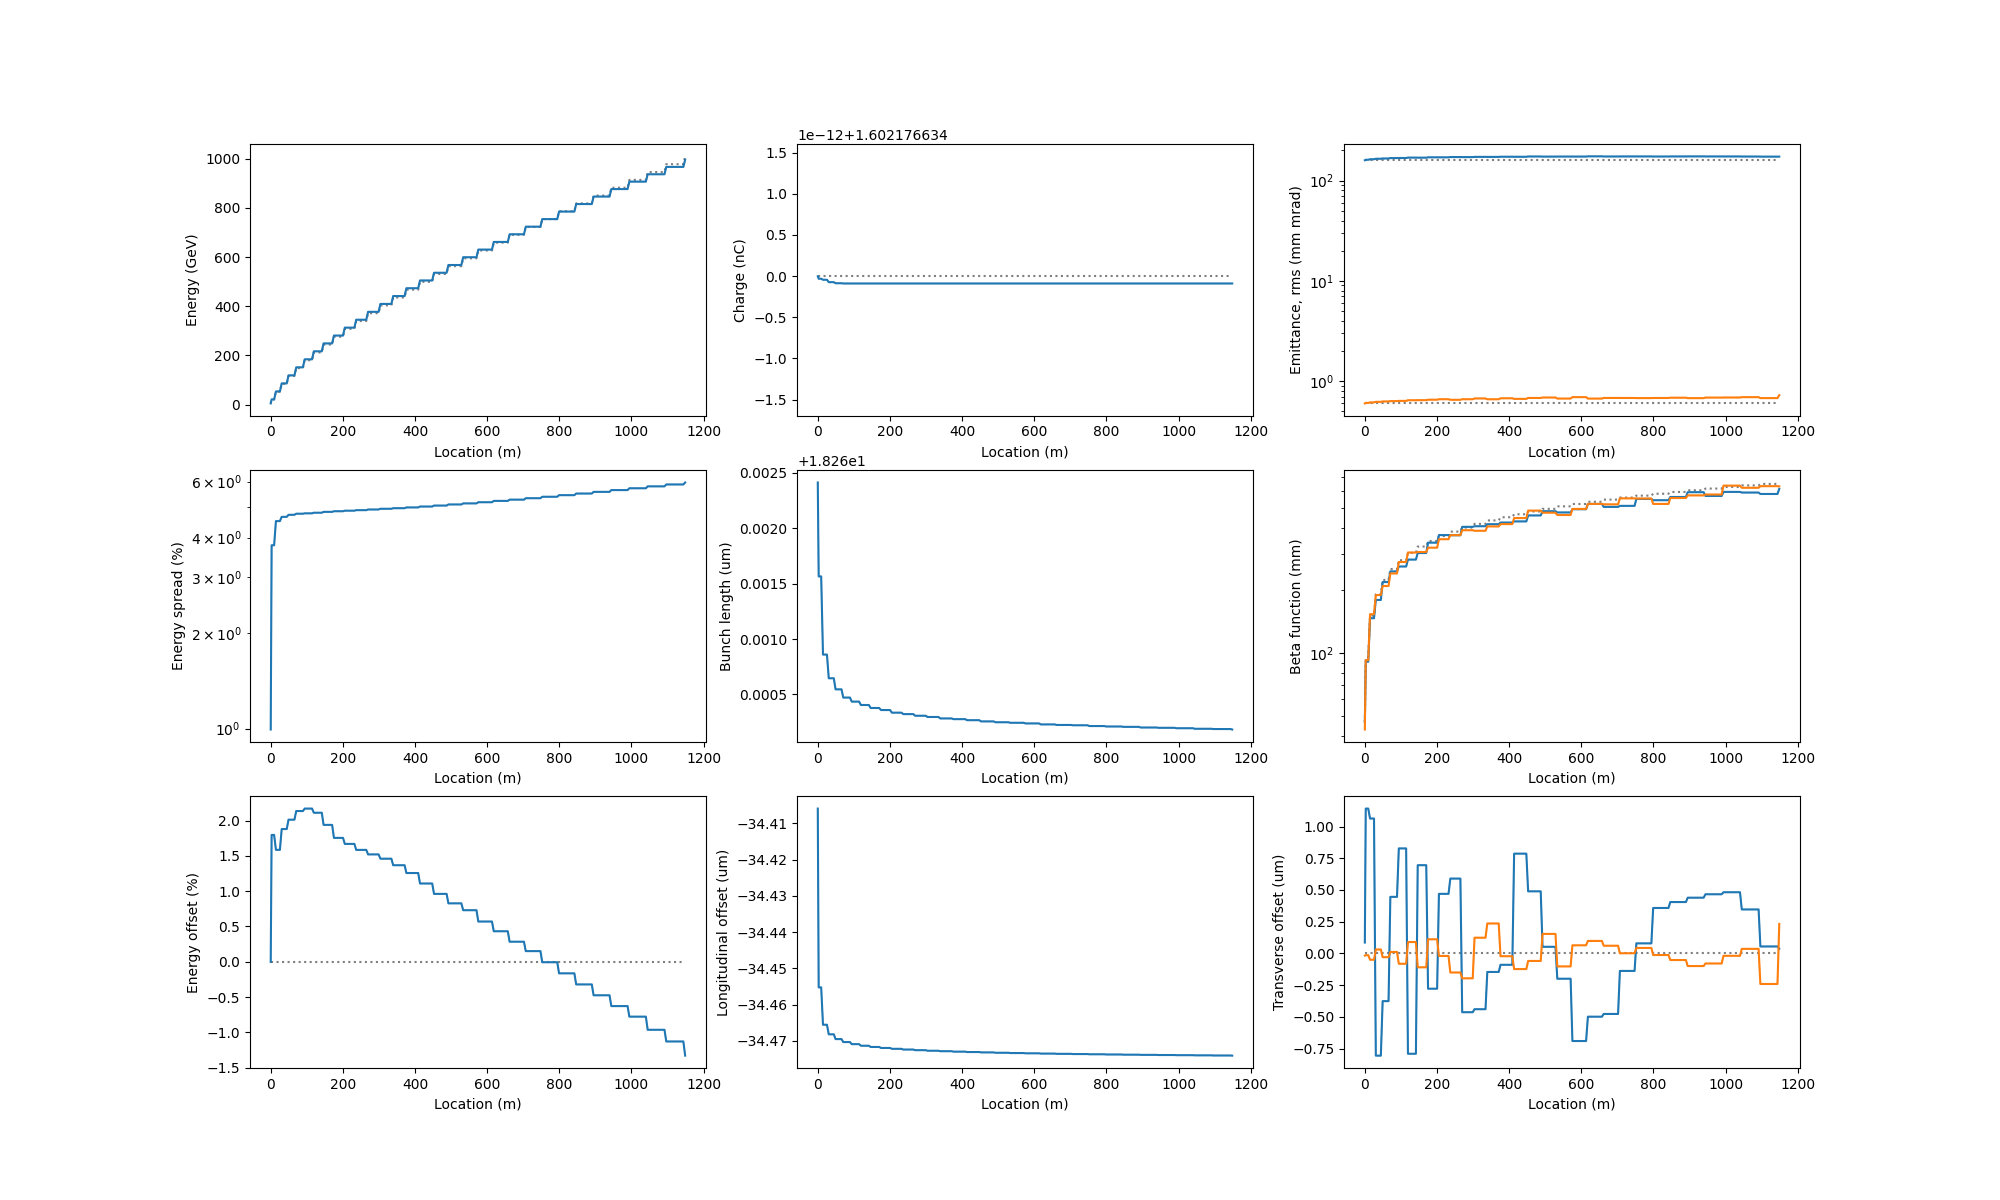 1000
800
600
400
200
0
Energy (GeV)
0 200 400 600 800 1000 1200
Location (m)
1e−12+1.602176634
1.5
1.0
0.5
0.0
−0.5
−1.0
−1.5
Charge (nC)
0 200 400 600 800 1000 1200
Location (m)
10²
10¹
10⁰
Emittance, rms (mm mrad)
0 200 400 600 800 1000 1200
Location (m)
6 × 10⁰
4 × 10⁰
3 × 10⁰
2 × 10⁰
10⁰
Energy spread (%)
0 200 400 600 800 1000 1200
Location (m)
+1.826e1
0.0025
0.0020
0.0015
0.0010
0.0005
Bunch length (um)
0 200 400 600 800 1000 1200
Location (m)
10²
Beta function (mm)
0 200 400 600 800 1000 1200
Location (m)
2.0
1.5
1.0
0.5
0.0
−0.5
−1.0
−1.5
Energy offset (%)
0 200 400 600 800 1000 1200
Location (m)
−34.41
−34.42
−34.43
−34.44
−34.45
−34.46
−34.47
Longitudinal offset (um)
0 200 400 600 800 1000 1200
Location (m)
1.00
0.75
0.50
0.25
0.00
−0.25
−0.50
−0.75
Transverse offset (um)
0 200 400 600 800 1000 1200
Location (m)